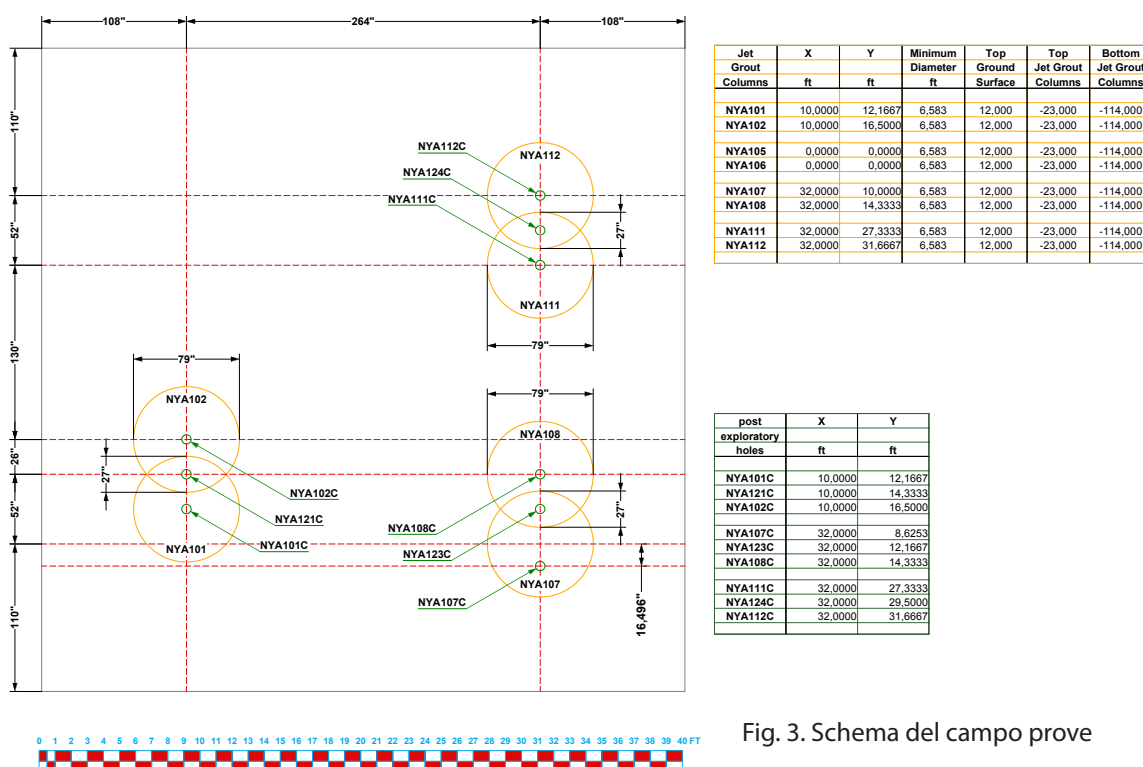 108" 264" 108"
110"
52"
130"
26"
52"
110"
NYA112C
NYA124C
NYA111C
NYA112
27"
NYA111
79"
79"
NYA102
27"
NYA102C
NYA121C
NYA101C
NYA101
79"
NYA108
27"
NYA108C
NYA123C
NYA107C
NYA107
16,496"
0 1 2 3 4 5 6 7 8 9 10 11 12 13 14 15 16 17 18 19 20 21 22 23 24 25 26 27 28 29 30 31 32 33 34 35 36 37 38 39 40 FT
Jet X Y Minimum Top Top Bottom
Grout Diameter Ground Jet Grout Jet Grout
Columns ft ft ft Surface Columns Columns
NYA101 10,0000 12,1667 6,583 12,000 -23,000 -114,000
NYA102 10,0000 16,5000 6,583 12,000 -23,000 -114,000
NYA105 0,0000 0,0000 6,583 12,000 -23,000 -114,000
NYA106 0,0000 0,0000 6,583 12,000 -23,000 -114,000
NYA107 32,0000 10,0000 6,583 12,000 -23,000 -114,000
NYA108 32,0000 14,3333 6,583 12,000 -23,000 -114,000
NYA111 32,0000 27,3333 6,583 12,000 -23,000 -114,000
NYA112 32,0000 31,6667 6,583 12,000 -23,000 -114,000
post X Y
exploratory
holes ft ft
NYA101C 10,0000 12,1667
NYA121C 10,0000 14,3333
NYA102C 10,0000 16,5000
NYA107C 32,0000 8,6253
NYA123C 32,0000 12,1667
NYA108C 32,0000 14,3333
NYA111C 32,0000 27,3333
NYA124C 32,0000 29,5000
NYA112C 32,0000 31,6667
Fig. 3. Schema del campo prove